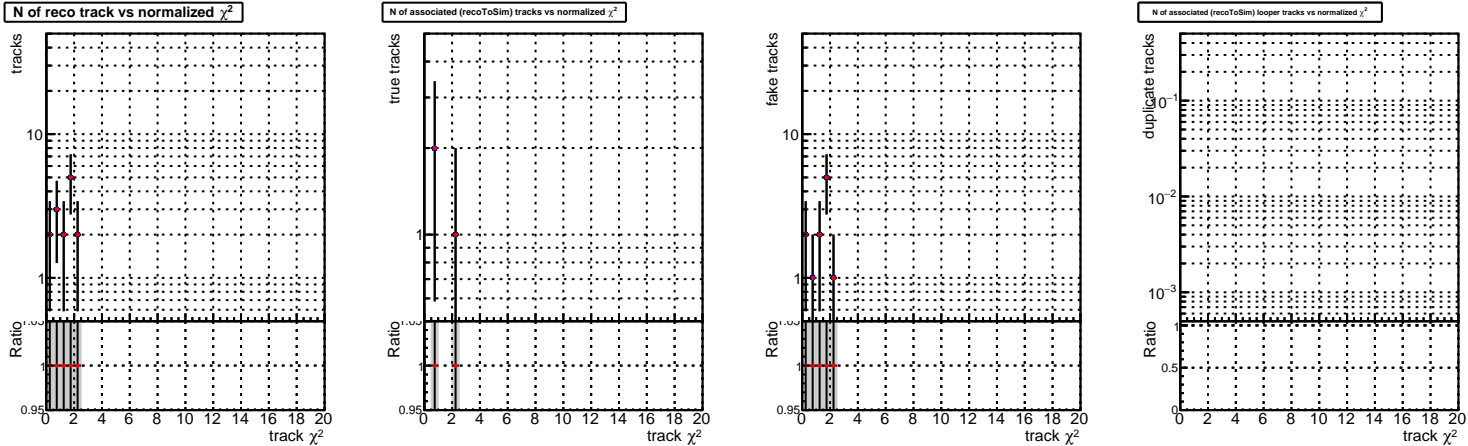 N of reco track vs normalized χ²
tracks
10
1
Ratio
1
0.95
0 2 4 6 8 10 12 14 16 18 20
track χ²
N of associated (recoToSim) tracks vs normalized χ²
true tracks
1
Ratio
1
0.95
0 2 4 6 8 10 12 14 16 18 20
track χ²
fake tracks
10
1
Ratio
1
0.95
0 2 4 6 8 10 12 14 16 18 20
track χ²
N of associated (recoToSim) looper tracks vs normalized χ²
duplicate tracks
10⁻¹
10⁻²
10⁻³
Ratio
1
0.5
0
0 2 4 6 8 10 12 14 16 18 20
track χ²